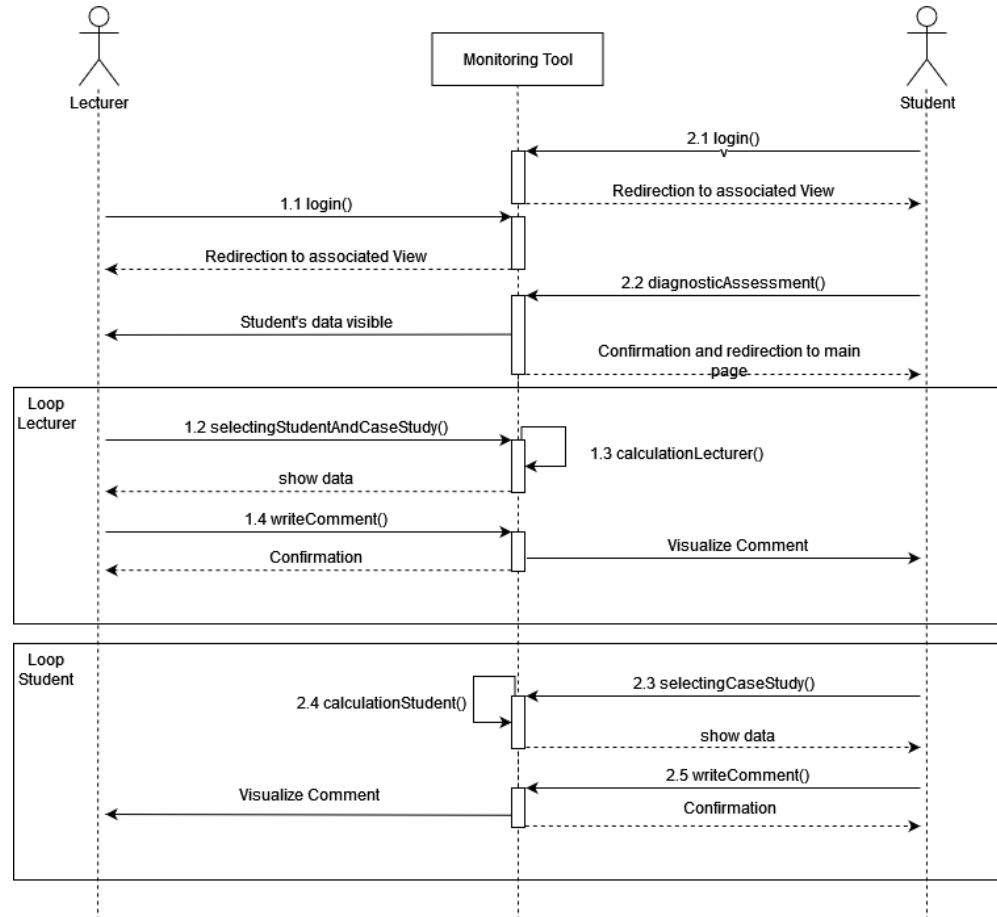 Monitoring Tool
Lecturer
Student
2.1 login()
v
Redirection to associated View
1.1 login()
Redirection to associated View
2.2 diagnosticAssessment()
Student's data visible
Confirmation and redirection to main
page
Loop
Lecturer
1.2 selectingStudentAndCaseStudy()
1.3 calculationLecturer()
show data
1.4 writeComment()
Visualize Comment
Confirmation
Loop
Student
2.3 selectingCaseStudy()
2.4 calculationStudent()
show data
2.5 writeComment()
Visualize Comment
Confirmation